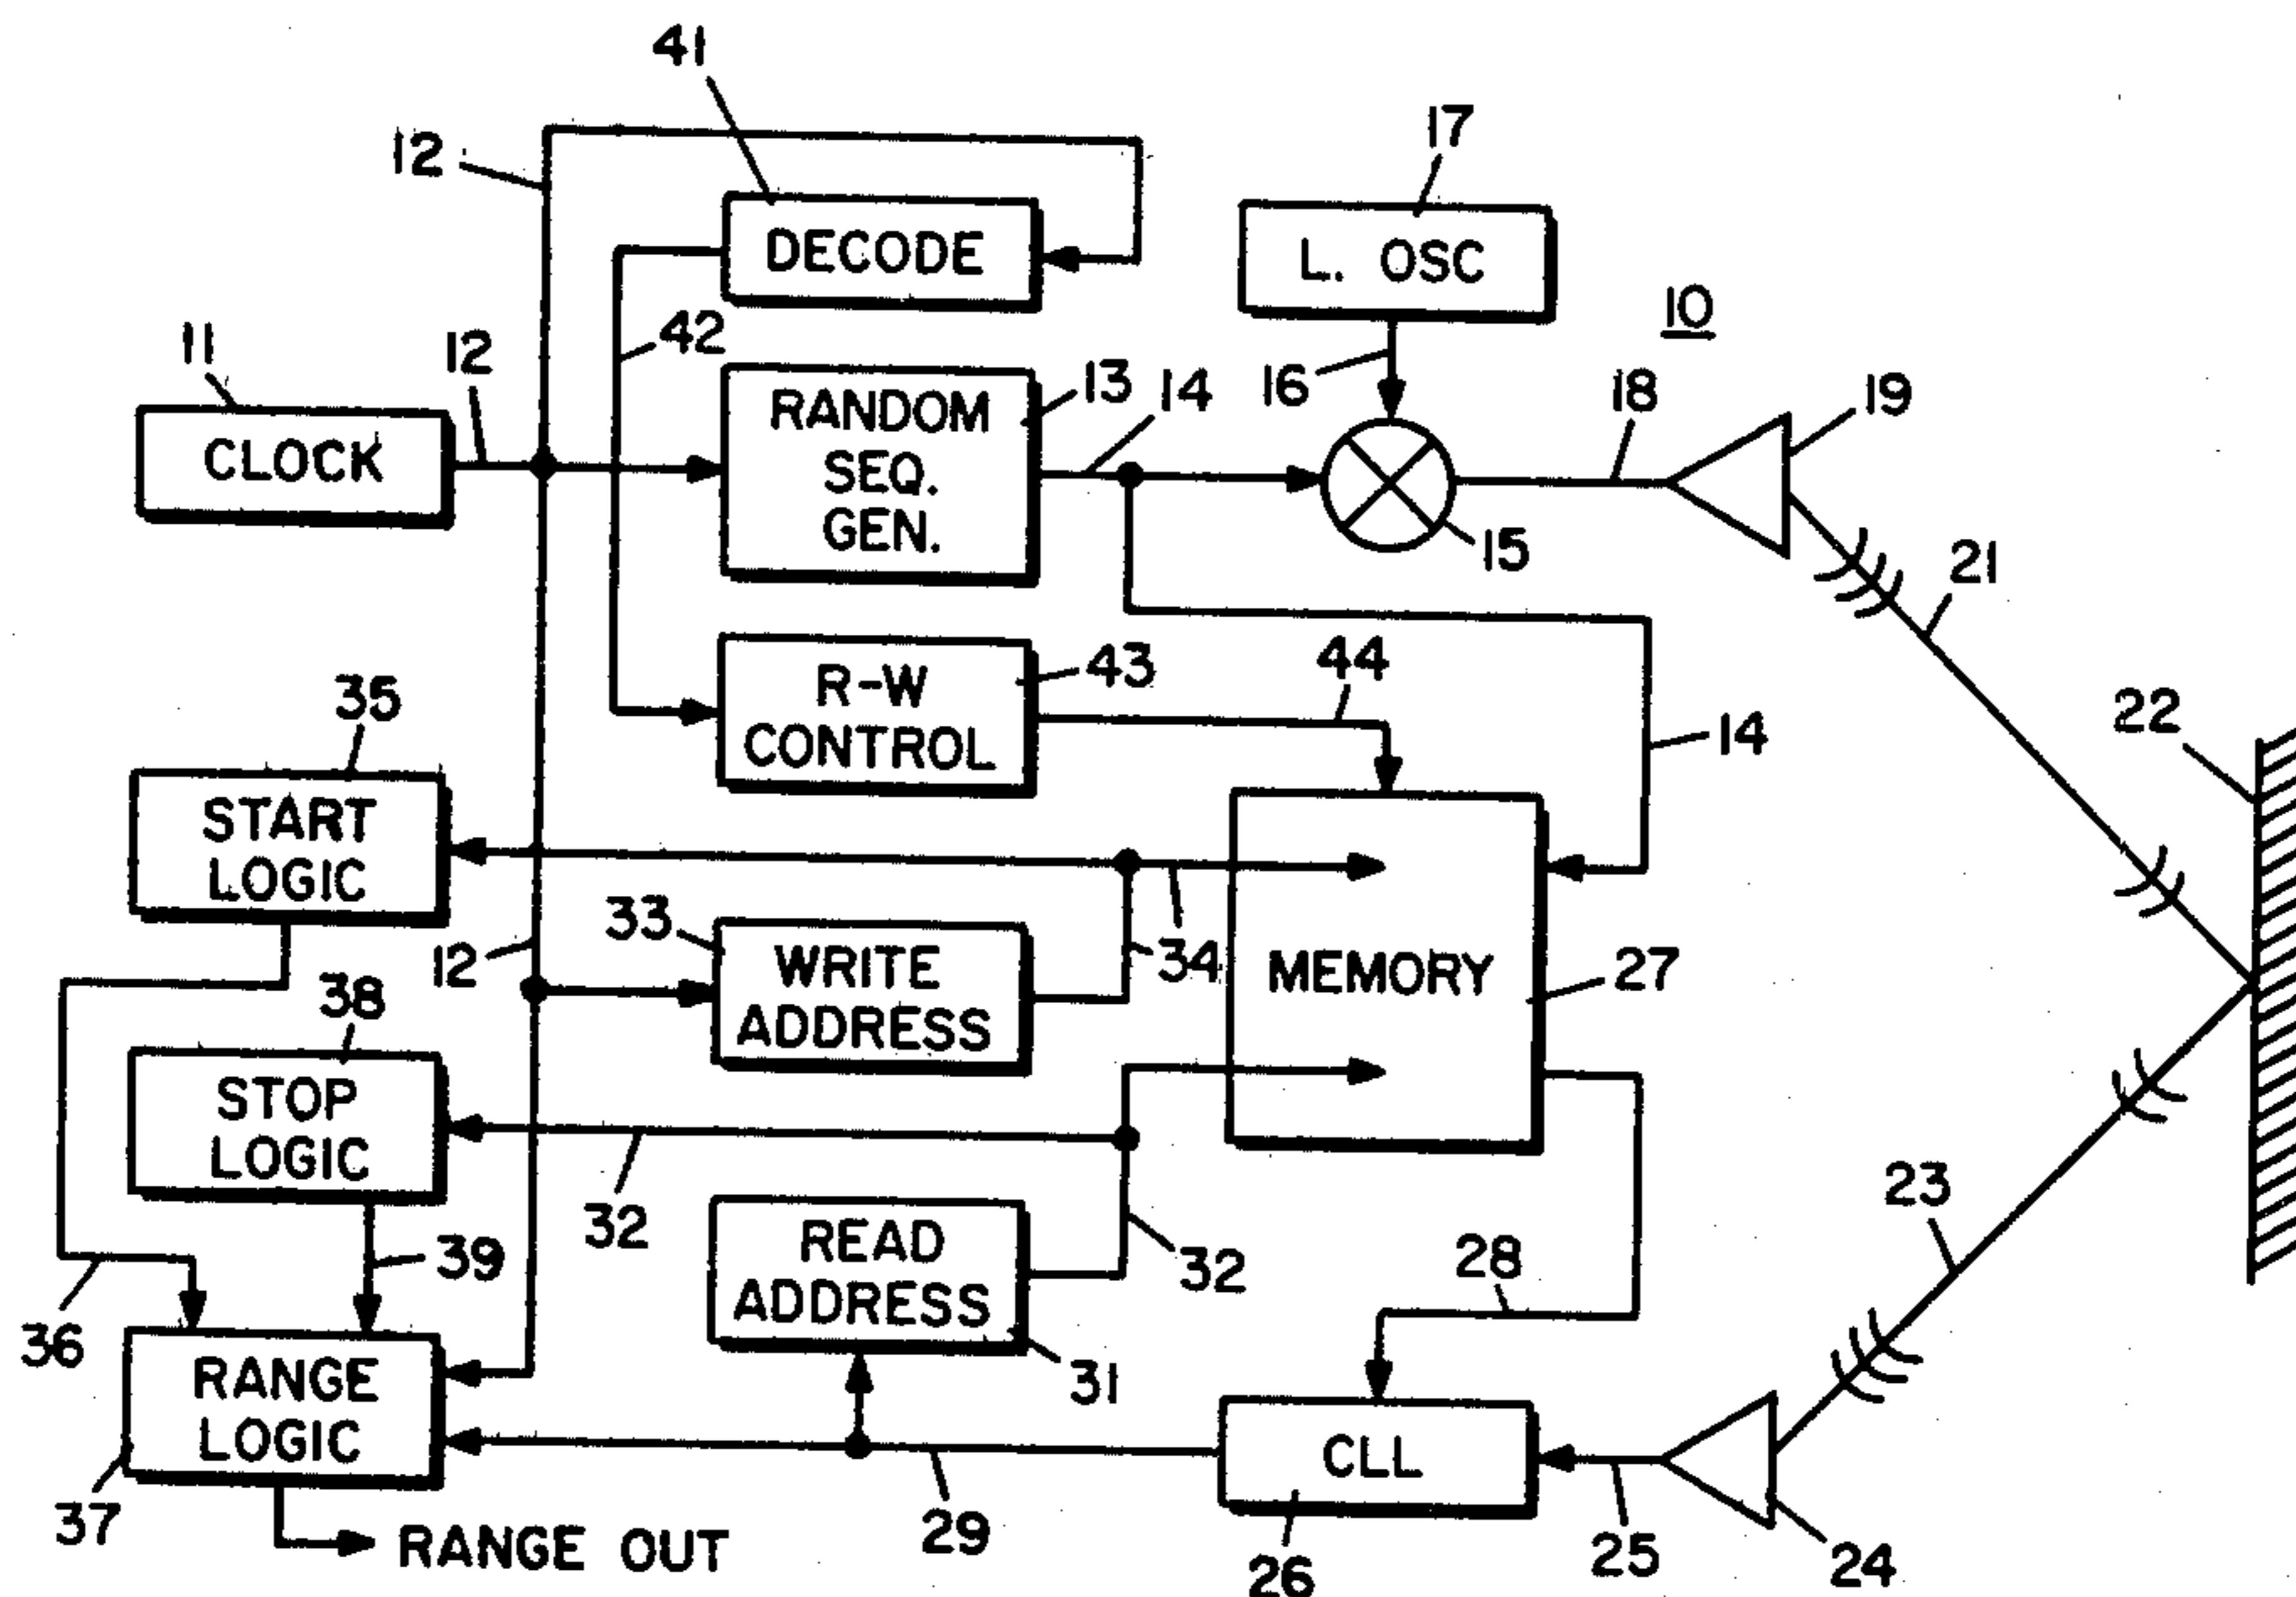 41
12
17
DECODE
L. OSC
10
42
11
12
13
14
16
18
19
CLOCK
RANDOM
SEQ.
GEN.
15
21
35
R-W
CONTROL
43
44
14
22
START
LOGIC
33
34
12
WRITE
ADDRESS
MEMORY
27
38
STOP
LOGIC
32
23
39
READ
ADDRESS
32
28
36
31
RANGE
LOGIC
CLL
37
RANGE OUT
29
26
25
24